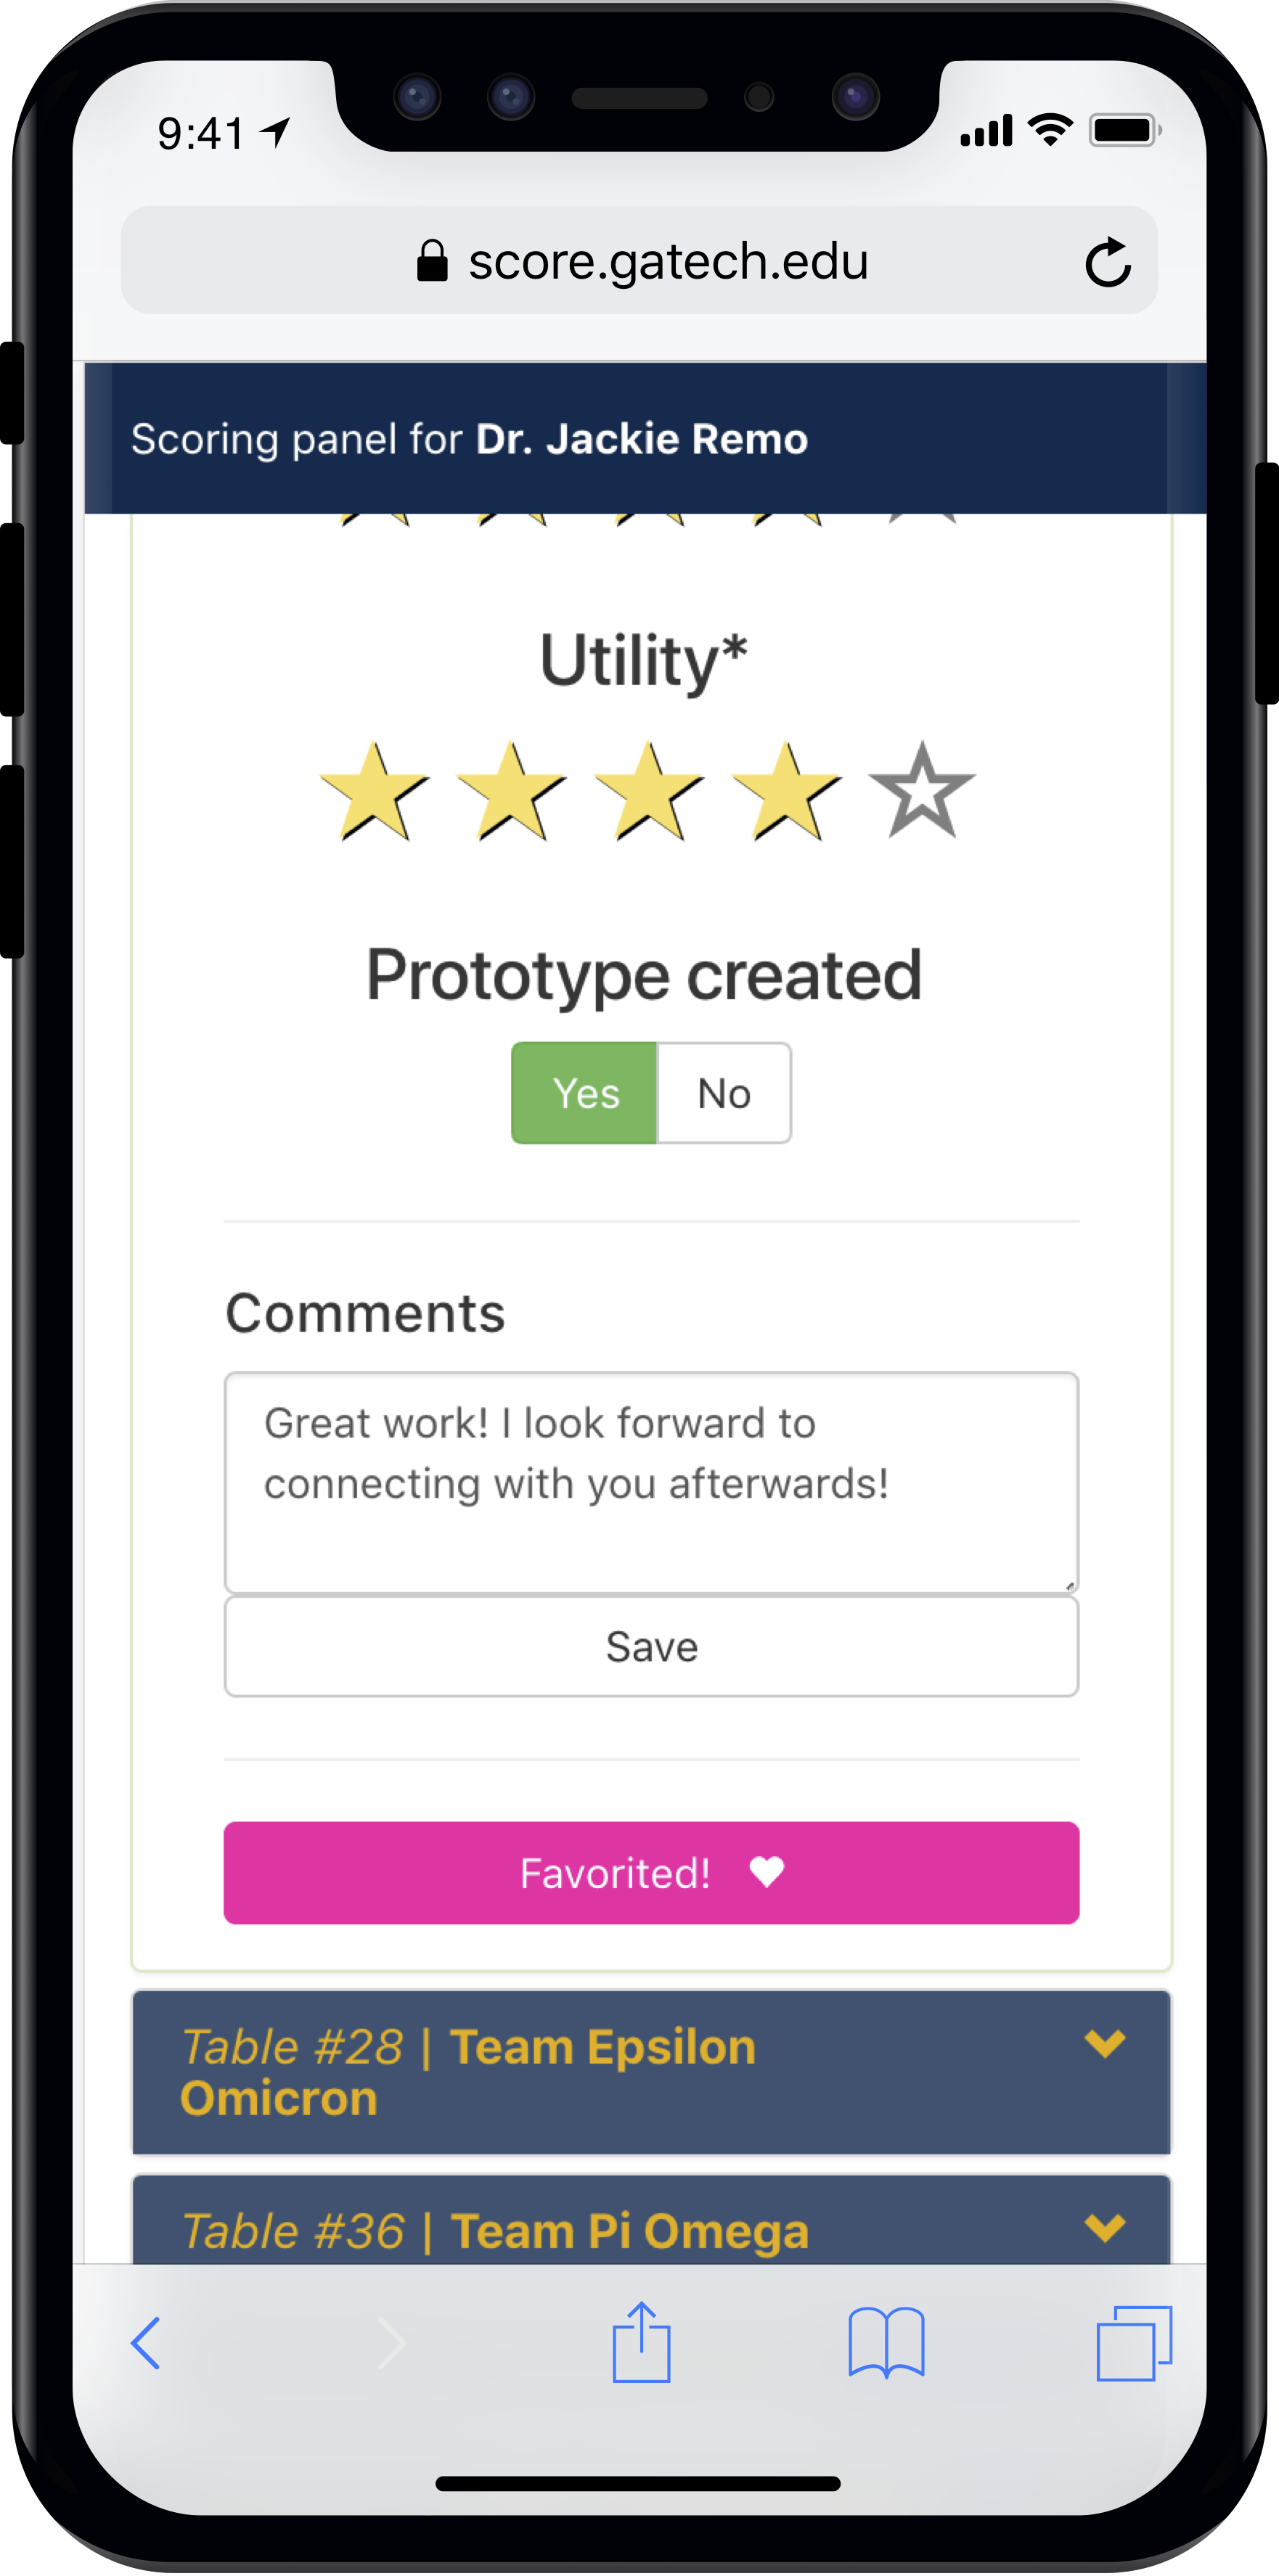 9:41
score.gatech.edu
Scoring panel for Dr. Jackie Remo
Utility*
Prototype created
Yes No
Comments
Great work! I look forward to
connecting with you afterwards!
Save
Favorited!
Table #28 | Team Epsilon
Omicron
Table #36 | Team Pi Omega